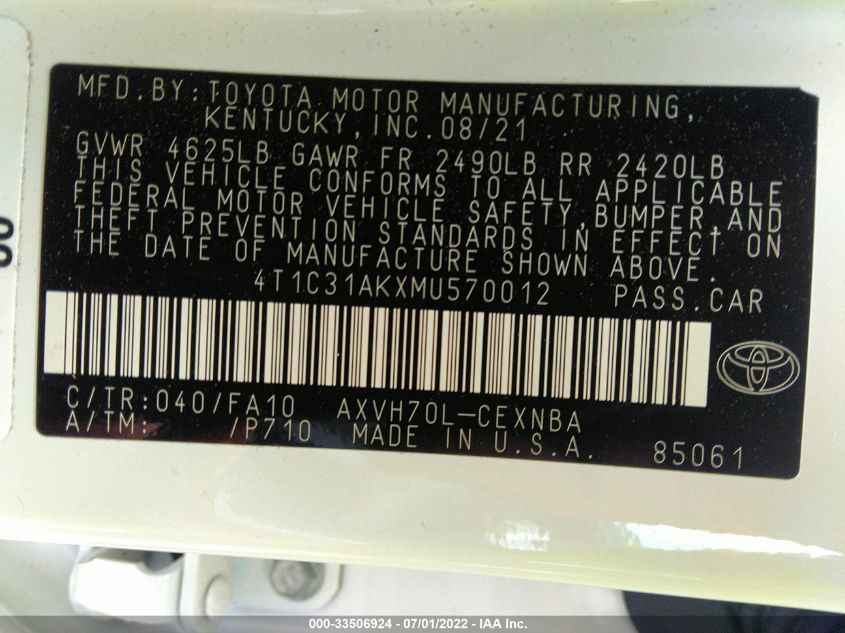 MFD.BY:TOYOTA MOTOR MANUFACTURING,
KENTUCKY,INC.08/21
GVWR 4625LB GAWR FR 2490LB RR 2420LB
THIS VEHICLE CONFORMS TO ALL APPLICABLE
FEDERAL MOTOR VEHICLE SAFETY,BUMPER,AND
THEFT PREVENTION STANDARDS IN EFFECT ON
THE DATE OF MANUFACTURE SHOWN ABOVE.
4T1C31AKXMU570012 PASS.CAR
C/TR:040/FA10 AXVH70L-CEXNBA
A/TM: /P710 MADE IN U.S.A. 85061
000-33506924 - 07/01/2022 - IAA Inc.